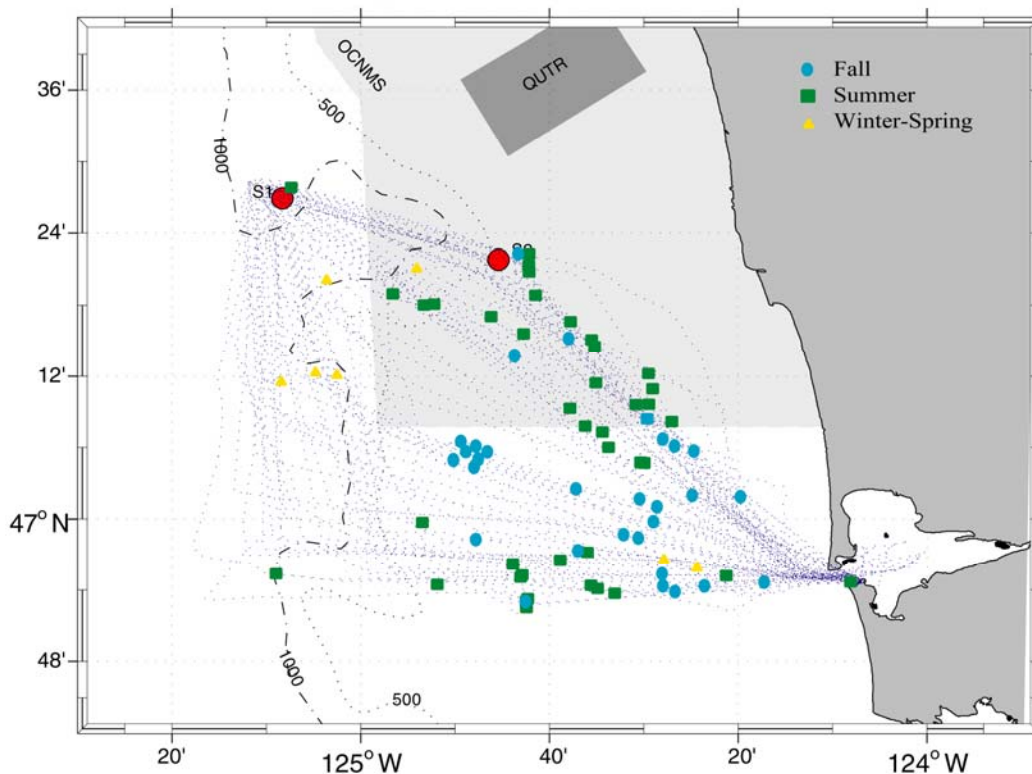 OCNMS
QUTR
Fall
Summer
Winter-Spring
36'
500
1000
S1
24'
12'
47° N
48'
1000
500
20'
125° W
40'
20'
124° W